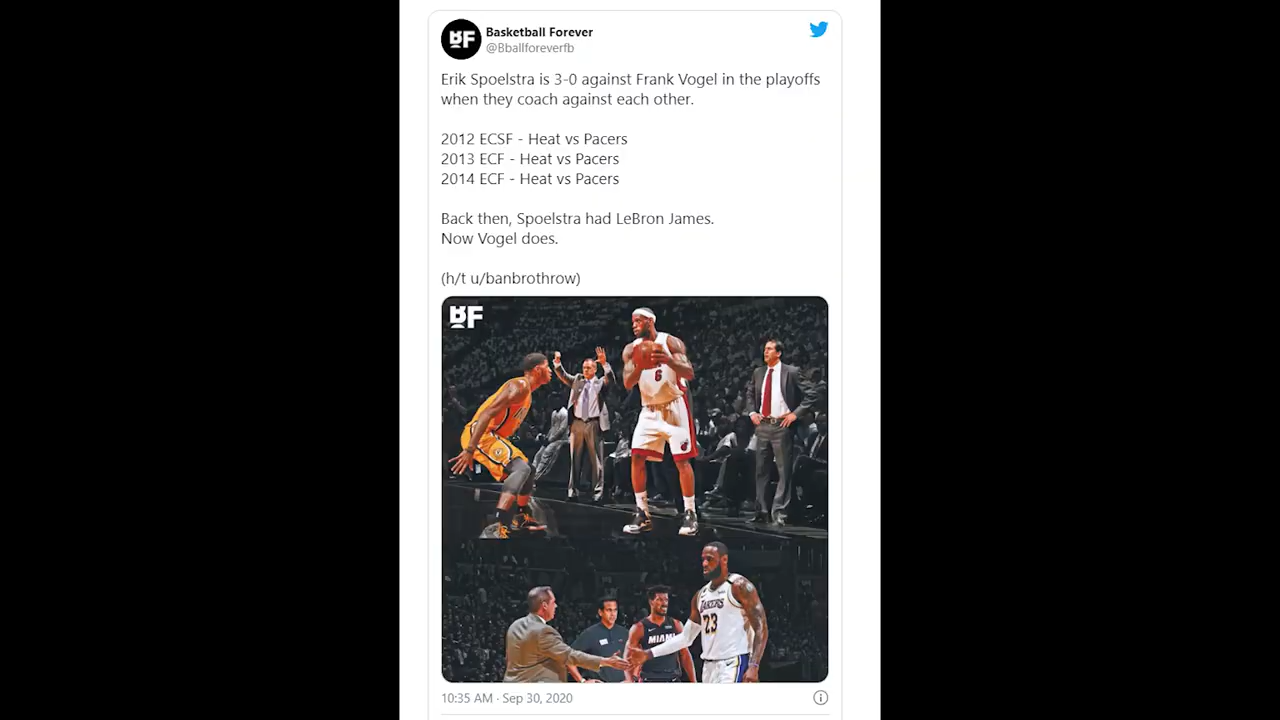 Basketball Forever
@Bballforeverfb
Erik Spoelstra is 3-0 against Frank Vogel in the playoffs
when they coach against each other.
2012 ECSF - Heat vs Pacers
2013 ECF - Heat vs Pacers
2014 ECF - Heat vs Pacers
Back then, Spoelstra had LeBron James.
Now Vogel does.
(h/t u/banbrothrow)
BF
6
LAKERS
23
MIAMI
10:35 AM · Sep 30, 2020